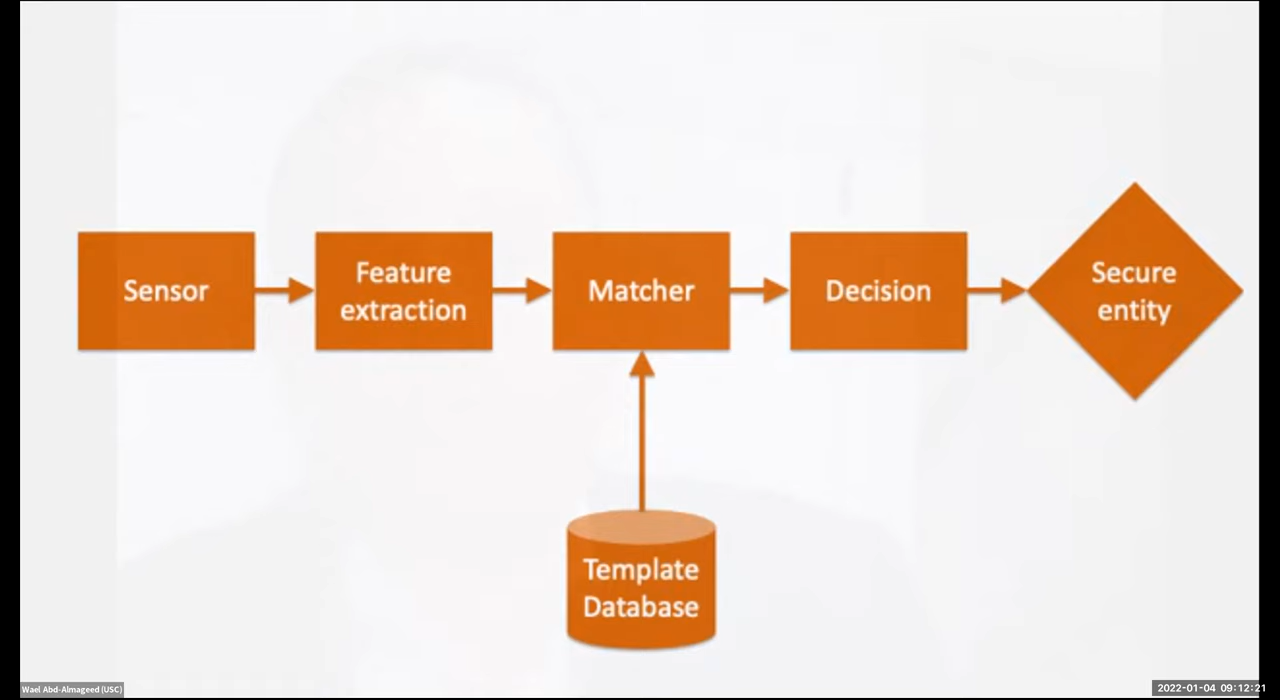 Sensor
Feature
extraction
Matcher
Decision
Secure
entity
Template
Database
Wael Abd-Almageed (USC)
2022-01-04 09:12:21